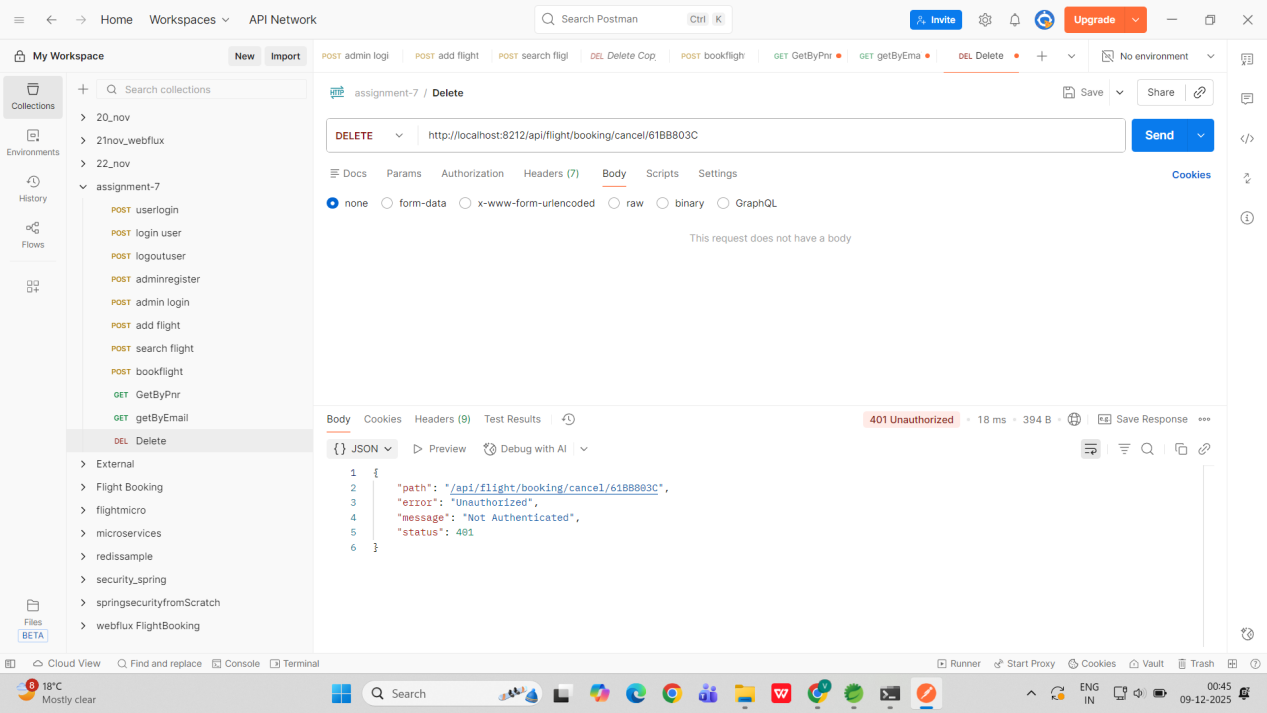 Home Workspaces API Network Search Postman Ctrl K Invite Upgrade
My Workspace New Import POST admin logi POST add flight POST search fligl DEL Delete Cop POST bookflight GET GetByPnr GET getByEma DEL Delete No environment
Collections Search collections HTTP assignment-7 / Delete Save Share
20_nov
21nov_webflux DELETE http://localhost:8212/api/flight/booking/cancel/61BB803C Send
Environments
22_nov
assignment-7 Docs Params Authorization Headers (7) Body Scripts Settings Cookies
History
POST userlogin none form-data x-www-form-urlencoded raw binary GraphQL
POST login user This request does not have a body
Flows
POST logoutuser
POST adminregister
POST admin login
POST add flight
POST search flight
POST bookflight
GET GetByPnr
GET getByEmail Body Cookies Headers (9) Test Results 401 Unauthorized 18 ms 394 B e.g. Save Response
DEL Delete {} JSON Preview Debug with AI
External 1 {
Flight Booking 2 "path": "/api/flight/booking/cancel/61BB803C",
flightmicro 3 "error": "Unauthorized",
4 "message": "Not Authenticated",
microservices 5 "status": 401
redissample 6 }
security_spring
springsecurityfromScratch
webflux FlightBooking
Files
BETA
Cloud View Find and replace Console Terminal Runner Start Proxy Cookies Vault Trash
8 18°C
Mostly clear
Search
V
ENG
IN
00:45
09-12-2025